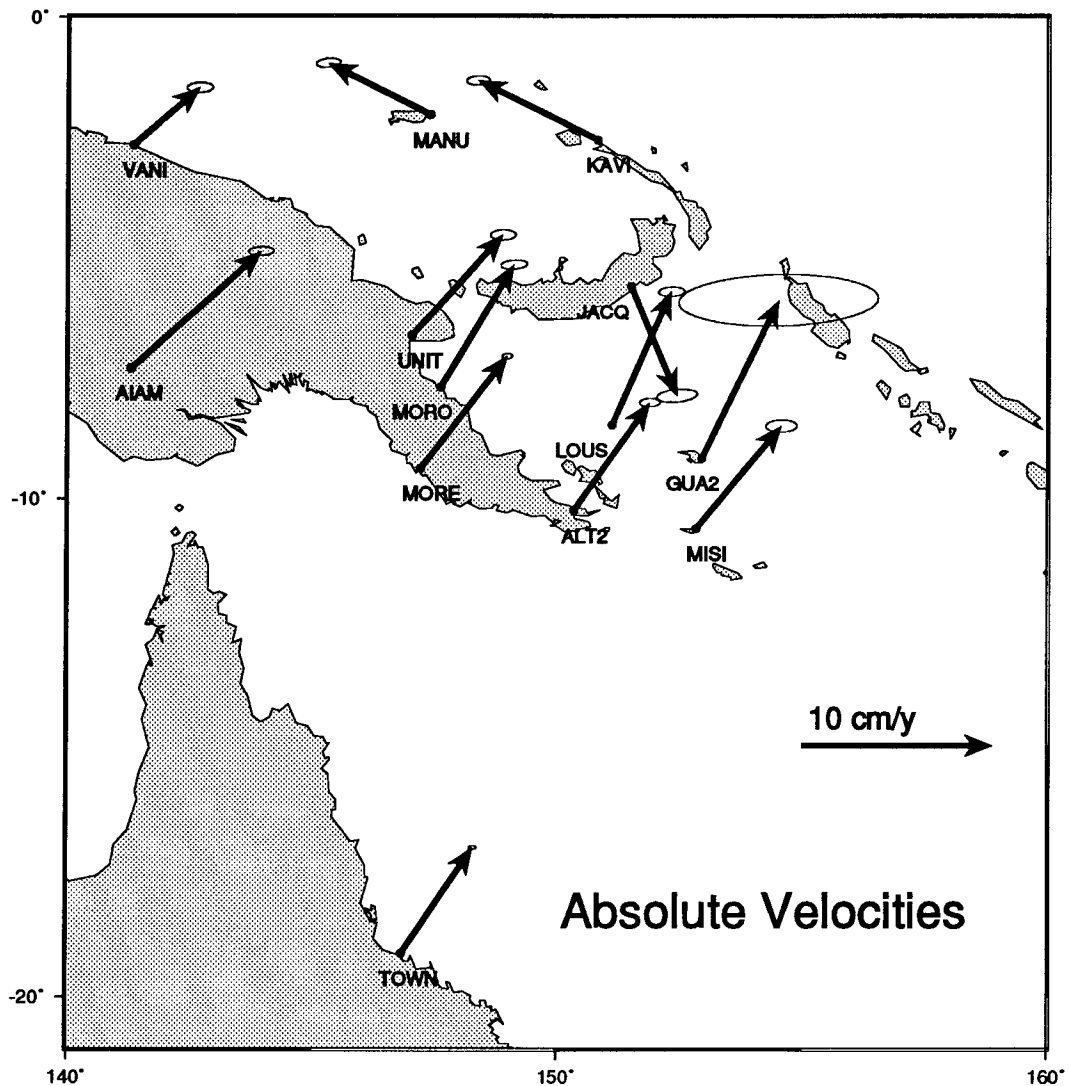 0°
MANU
VANI
KAVI
JACQ
UNIT
AIAM
MORO
LOUS
GUA2
MORE
-10°
ALT2
MISI
10 cm/y
Absolute Velocities
TOWN
-20°
140°
150°
160°